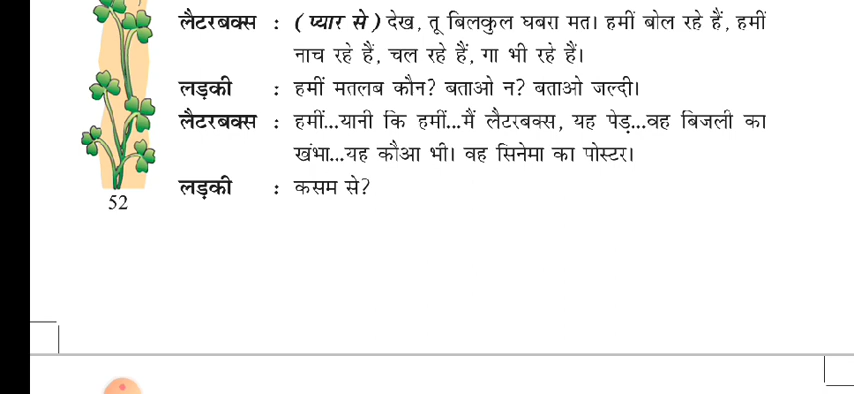 लैटरबक्स : (प्यार से) देख, तू बिलकुल घबरा मत। हमीं बोल रहे हैं, हमीं
नाच रहे हैं, चल रहे हैं, गा भी रहे हैं।
लड़की : हमीं मतलब कौन? बताओ न? बताओ जल्दी।
लैटरबक्स : हमीं...यानी कि हमीं...मैं लैटरबक्स, यह पेड़...वह बिजली का
खंभा...यह कौआ भी। वह सिनेमा का पोस्टर।
लड़की : कसम से?
52